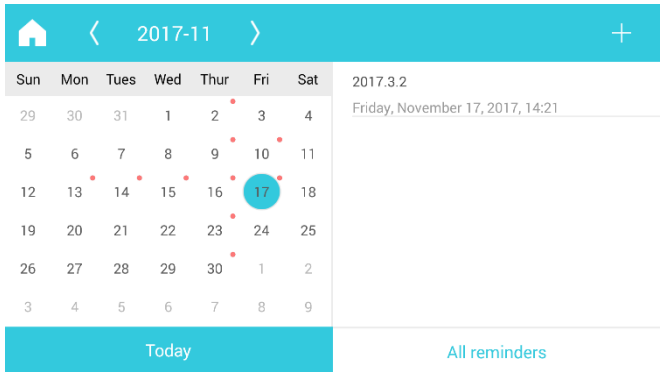 2017-11
Sun Mon Tues Wed Thur Fri Sat
29 30 31 1 2 3 4
5 6 7 8 9 10 11
12 13 14 15 16 17 18
19 20 21 22 23 24 25
26 27 28 29 30 1 2
3 4 5 6 7 8 9
Today
2017.3.2
Friday, November 17, 2017, 14:21
All reminders